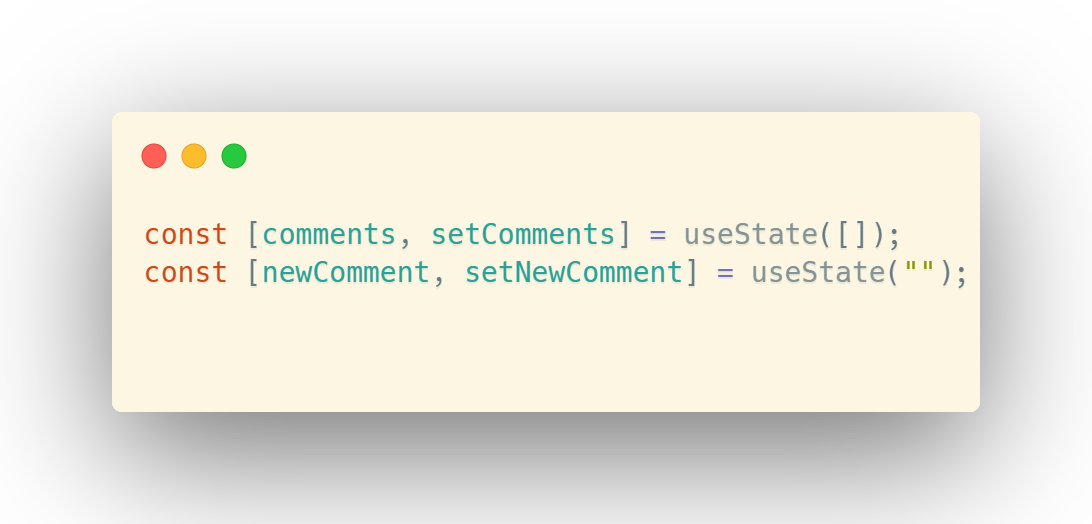 const [comments, setComments] = useState([]);
const [newComment, setNewComment] = useState("");